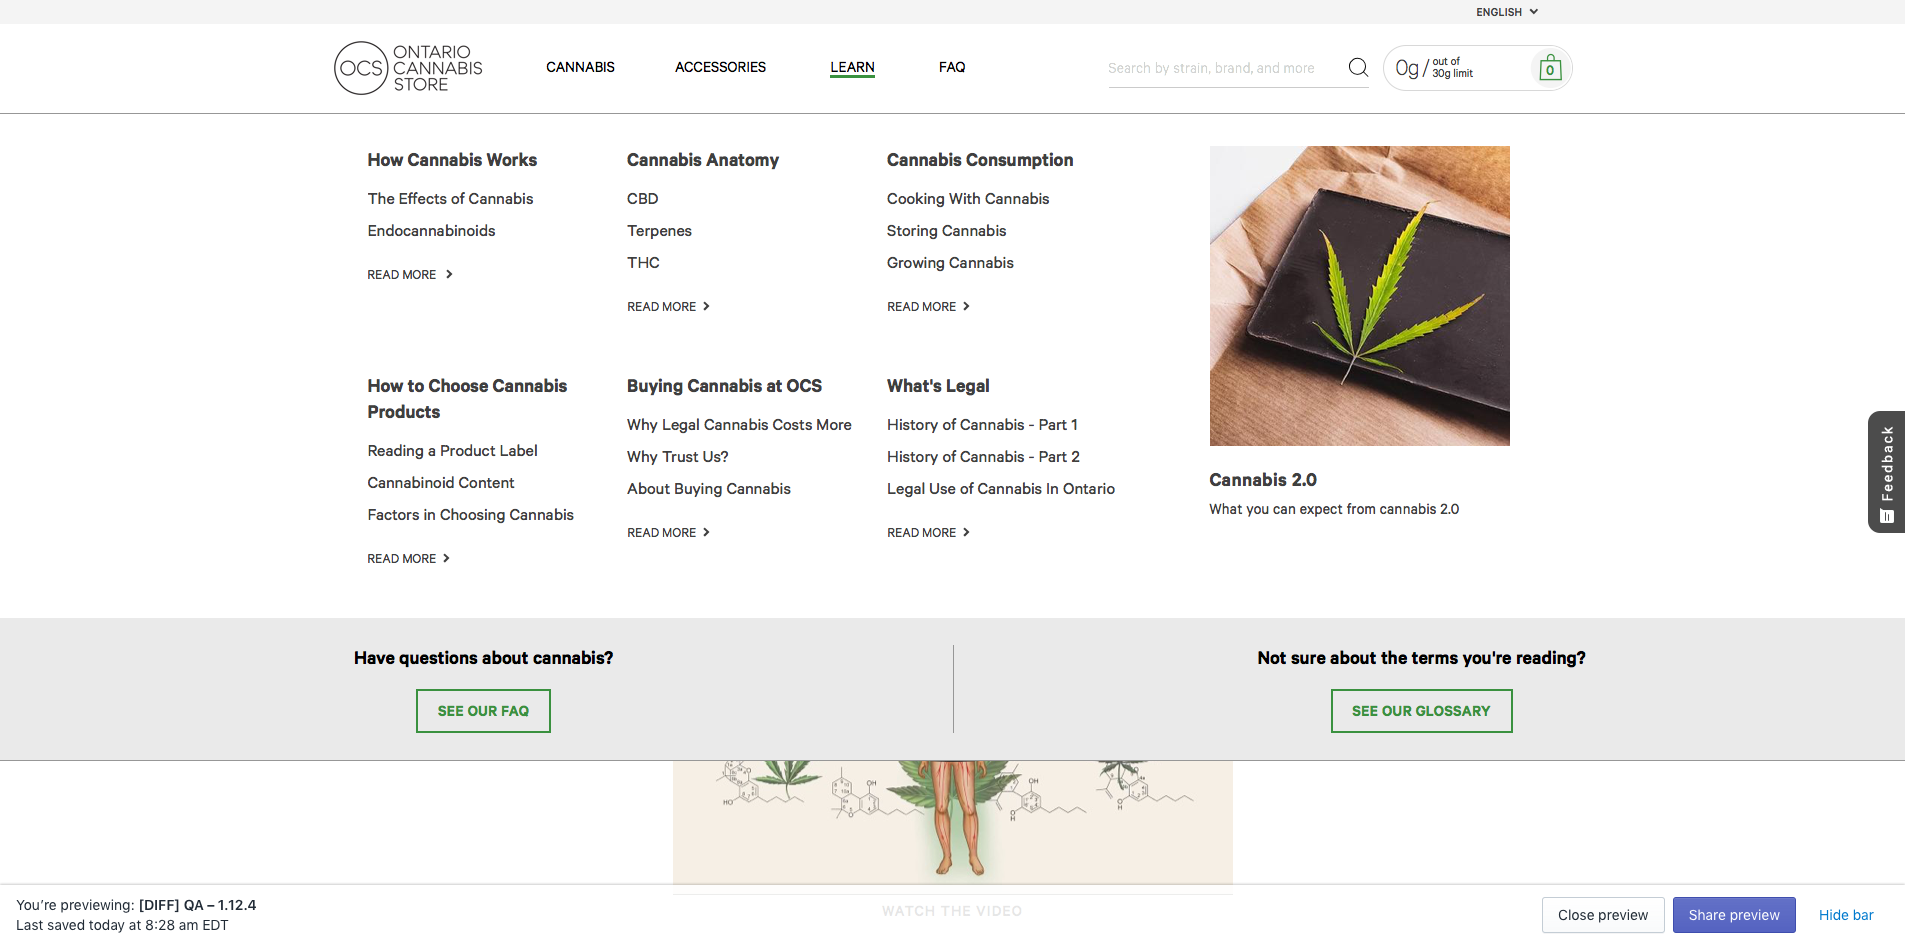 ENGLISH
OCS
ONTARIO
CANNABIS
STORE
CANNABIS
ACCESSORIES
LEARN
FAQ
Search by strain, brand, and more
0g / out of
30g limit
0
How Cannabis Works
The Effects of Cannabis
Endocannabinoids
READ MORE
Cannabis Anatomy
CBD
Terpenes
THC
READ MORE
Cannabis Consumption
Cooking With Cannabis
Storing Cannabis
Growing Cannabis
READ MORE
How to Choose Cannabis
Products
Reading a Product Label
Cannabinoid Content
Factors in Choosing Cannabis
READ MORE
Buying Cannabis at OCS
Why Legal Cannabis Costs More
Why Trust Us?
About Buying Cannabis
READ MORE
What's Legal
History of Cannabis - Part 1
History of Cannabis - Part 2
Legal Use of Cannabis In Ontario
READ MORE
Cannabis 2.0
What you can expect from cannabis 2.0
Feedback
Have questions about cannabis?
SEE OUR FAQ
Not sure about the terms you're reading?
SEE OUR GLOSSARY
HO
OH
O
OH
OH
OH
WATCH THE VIDEO
You're previewing: [DIFF] QA – 1.12.4
Last saved today at 8:28 am EDT
Close preview
Share preview
Hide bar